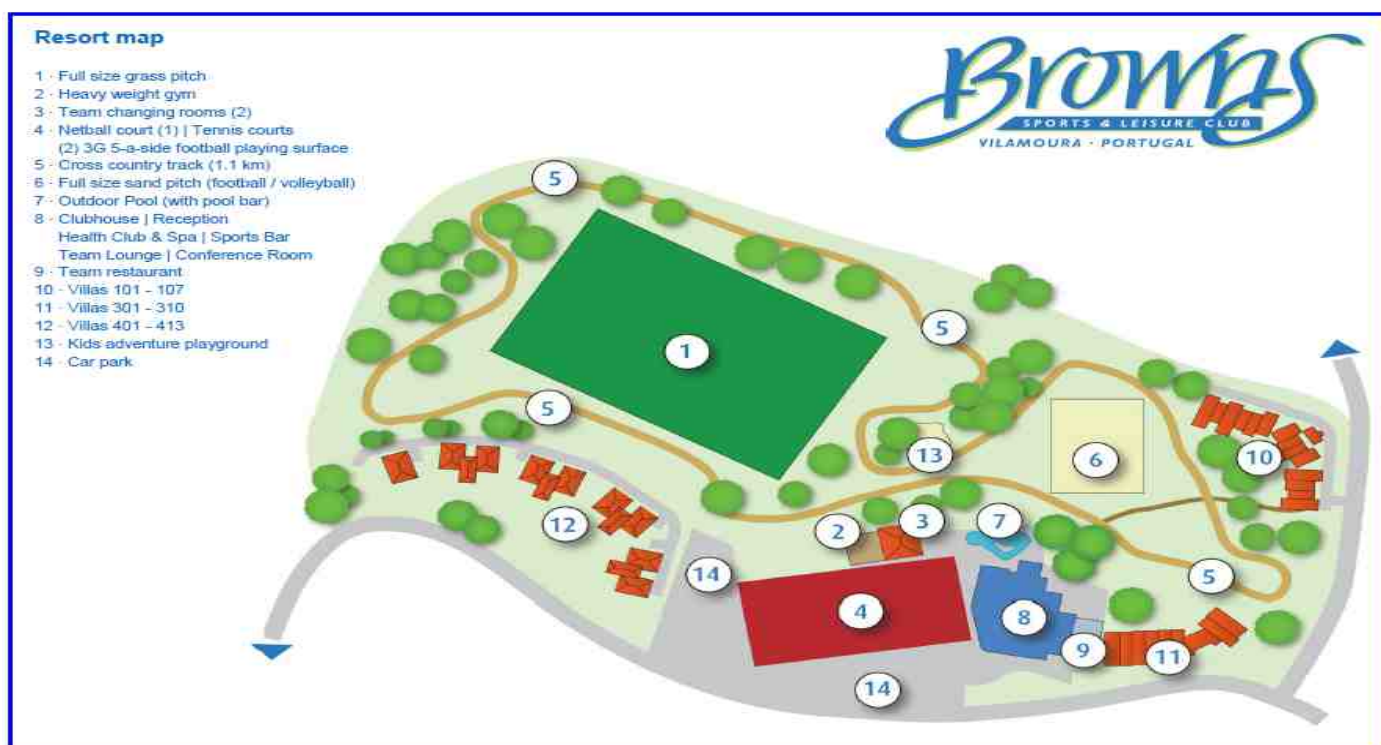 Resort map
1 · Full size grass pitch
2 · Heavy weight gym
3 · Team changing rooms (2)
4 · Netball court (1) | Tennis courts
(2) 3G 5-a-side football playing surface
5 · Cross country track (1.1 km)
6 · Full size sand pitch (football / volleyball)
7 · Outdoor Pool (with pool bar)
8 · Clubhouse | Reception
Health Club & Spa | Sports Bar
Team Lounge | Conference Room
9 · Team restaurant
10 · Villas 101 - 107
11 · Villas 301 - 310
12 · Villas 401 - 413
13 · Kids adventure playground
14 · Car park
Browns
SPORTS & LEISURE CLUB
VILAMOURA · PORTUGAL
5
5
1
5
13
6
10
12
2
3
7
14
5
4
8
9
11
14